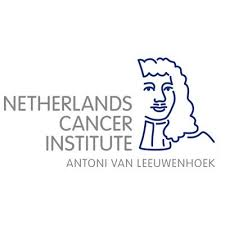 NETHERLANDS
CANCER
INSTITUTE
ANTONI VAN LEEUWENHOEK